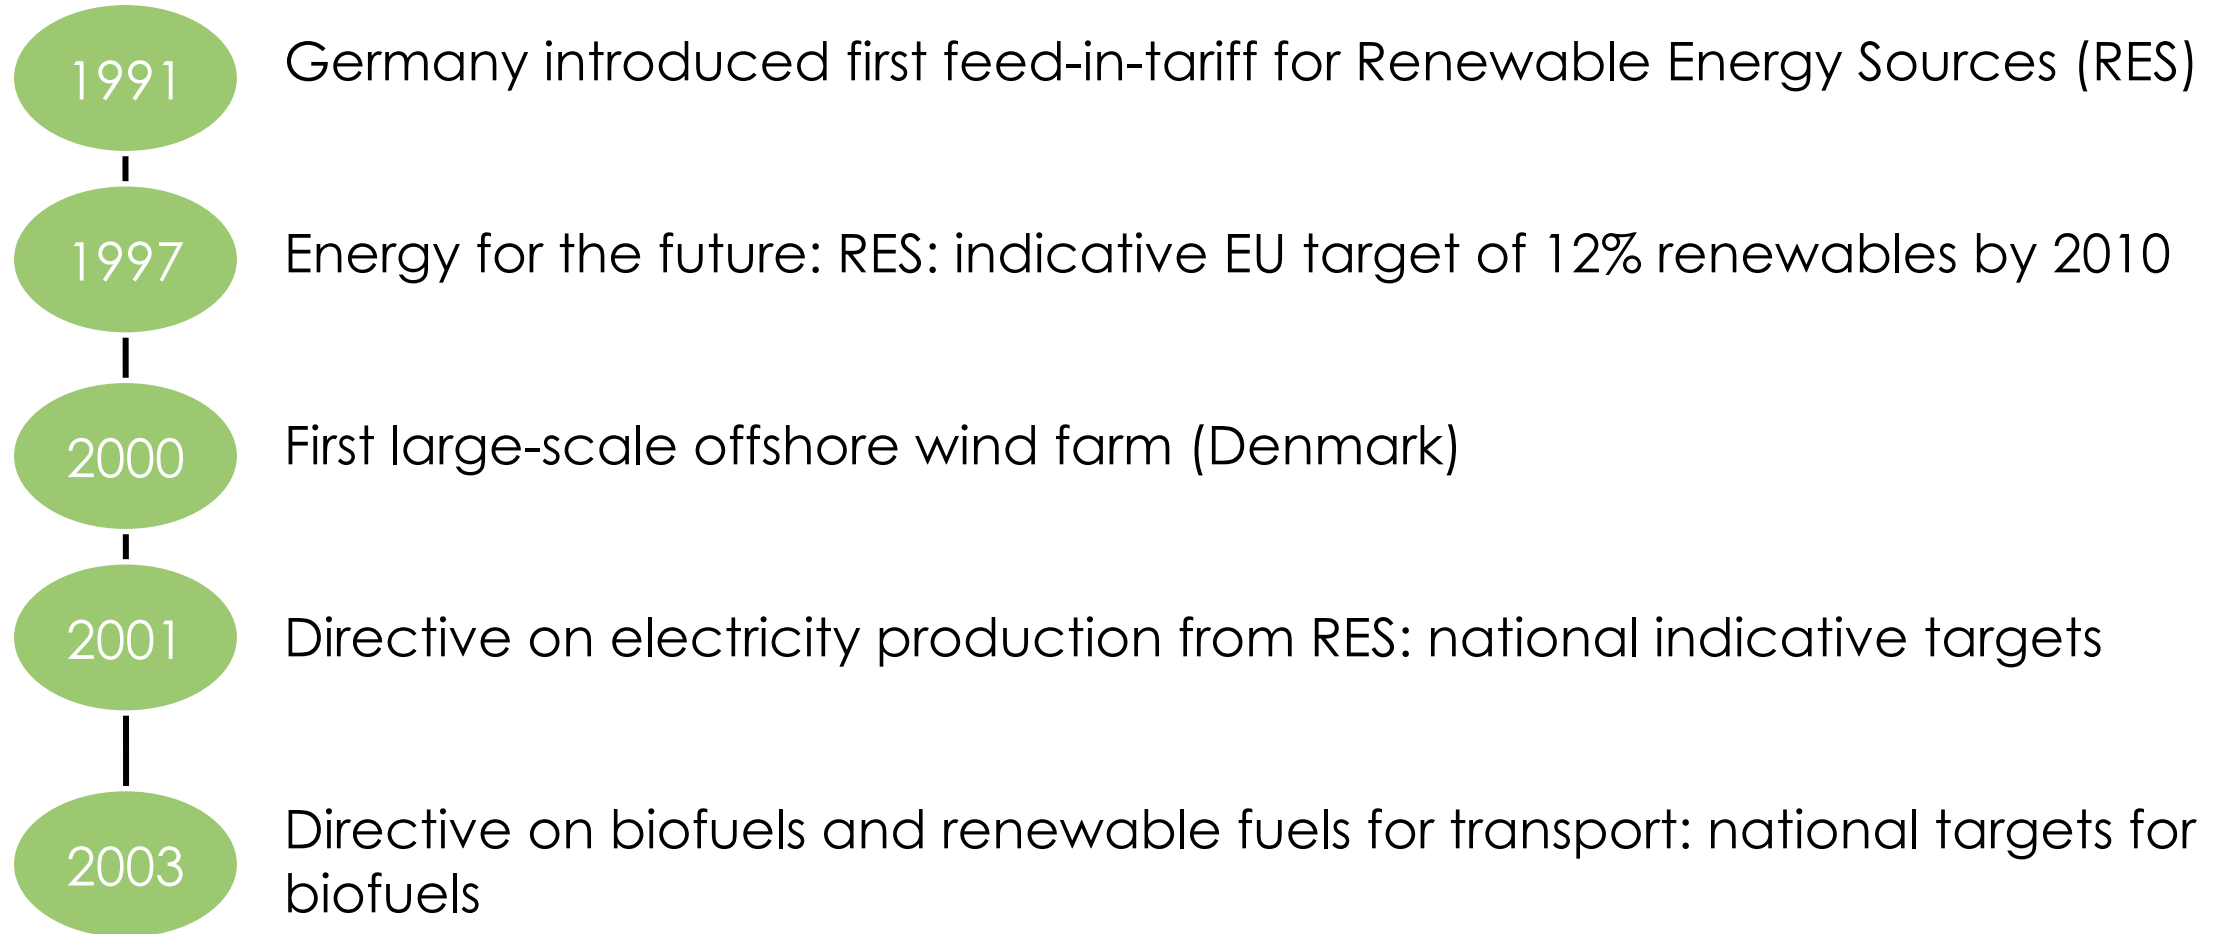 1991
Germany introduced first feed-in-tariff for Renewable Energy Sources (RES)
1997
Energy for the future: RES: indicative EU target of 12% renewables by 2010
2000
First large-scale offshore wind farm (Denmark)
2001
Directive on electricity production from RES: national indicative targets
2003
Directive on biofuels and renewable fuels for transport: national targets for
biofuels